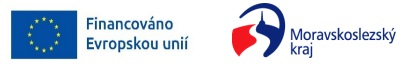 Financováno
Evropskou unií
Moravskoslezský
kraj